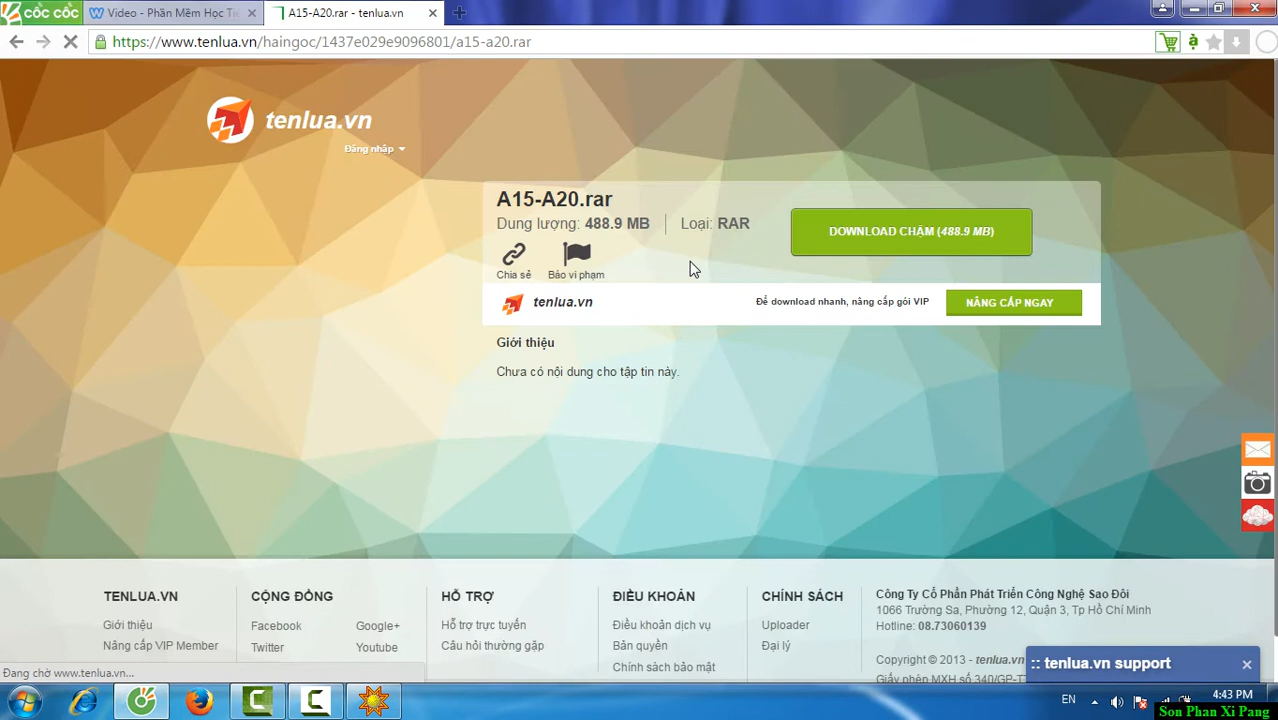 cốc cốc
Video - Phần Mềm Học Tiế
A15-A20.rar - tenlua.vn
https://www.tenlua.vn/haingoc/1437e029e9096801/a15-a20.rar
tenlua.vn
Đăng nhập
A15-A20.rar
Dung lượng: 488.9 MB
Loại: RAR
DOWNLOAD CHẬM (488.9 MB)
Chia sẻ
Báo vi phạm
tenlua.vn
Để download nhanh, nâng cấp gói VIP
NÂNG CẤP NGAY
Giới thiệu
Chưa có nội dung cho tập tin này.
TENLUA.VN
Giới thiệu
Nâng cấp VIP Member
CỘNG ĐỒNG
Facebook
Google+
Twitter
Youtube
HỖ TRỢ
Hỗ trợ trực tuyến
Câu hỏi thường gặp
ĐIỀU KHOẢN
Điều khoản dịch vụ
Bản quyền
Chính sách bảo mật
CHÍNH SÁCH
Uploader
Đại lý
Công Ty Cổ Phần Phát Triển Công Nghệ Sao Đôi
1066 Trường Sa, Phường 12, Quận 3, Tp Hồ Chí Minh
Hotline: 08.73060139
Copyright © 2013 - tenlua.vn
Giấy phép MXH số 340/GP-T
:: tenlua.vn support
Đang chờ www.tenlua.vn...
EN
4:43 PM
Son Phan Xi Pang